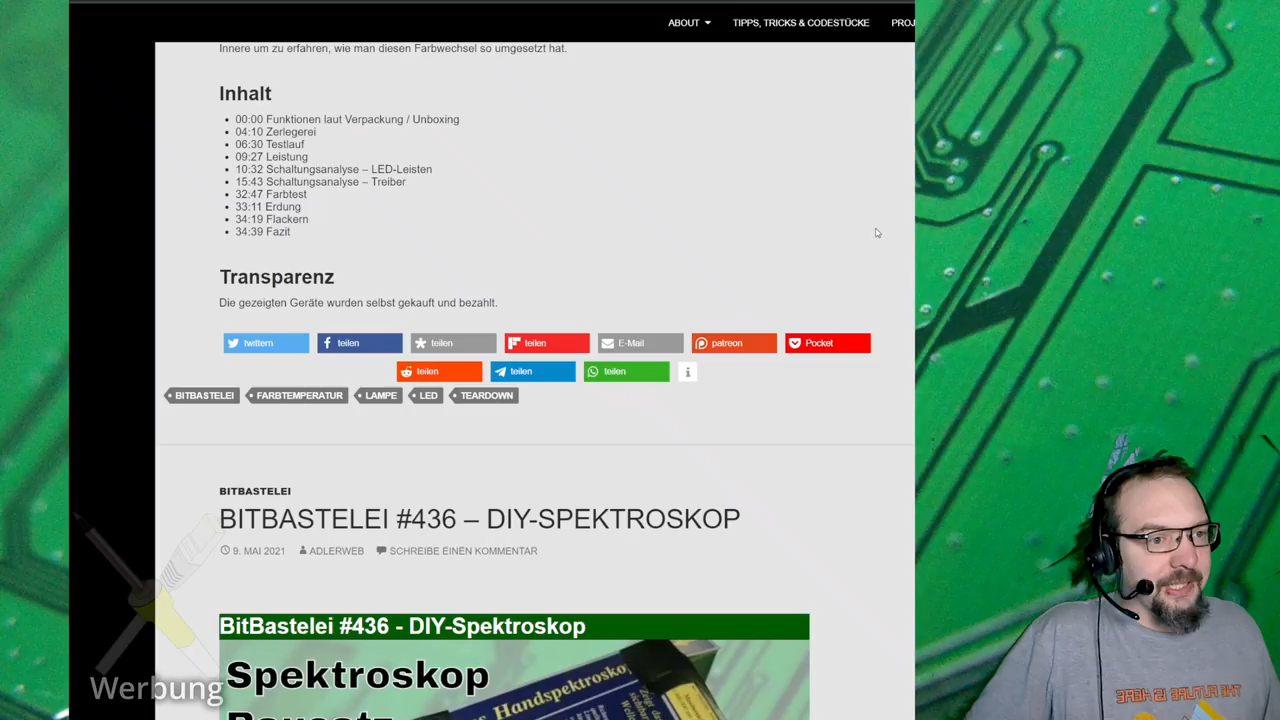 ABOUT TIPPS, TRICKS & CODESTÜCKE PROJ
Innere um zu erfahren, wie man diesen Farbwechsel so umgesetzt hat.
Inhalt
00:00 Funktionen laut Verpackung / Unboxing
04:10 Zerlegerei
06:30 Testlauf
09:27 Leistung
10:32 Schaltungsanalyse – LED-Leisten
15:43 Schaltungsanalyse – Treiber
32:47 Farbtest
33:11 Erdung
34:19 Flackern
34:39 Fazit
Transparenz
Die gezeigten Geräte wurden selbst gekauft und bezahlt.
twittern teilen teilen teilen E-Mail patreon Pocket
teilen teilen teilen
BITBASTELEI FARBTEMPERATUR LAMPE LED TEARDOWN
BITBASTELEI
BITBASTELEI #436 – DIY-SPEKTROSKOP
9. MAI 2021 ADLERWEB SCHREIBE EINEN KOMMENTAR
BitBastelei #436 - DIY-Spektroskop
Spektroskop
Handspektrosko
Werbung
THE FUTURE IS HERE